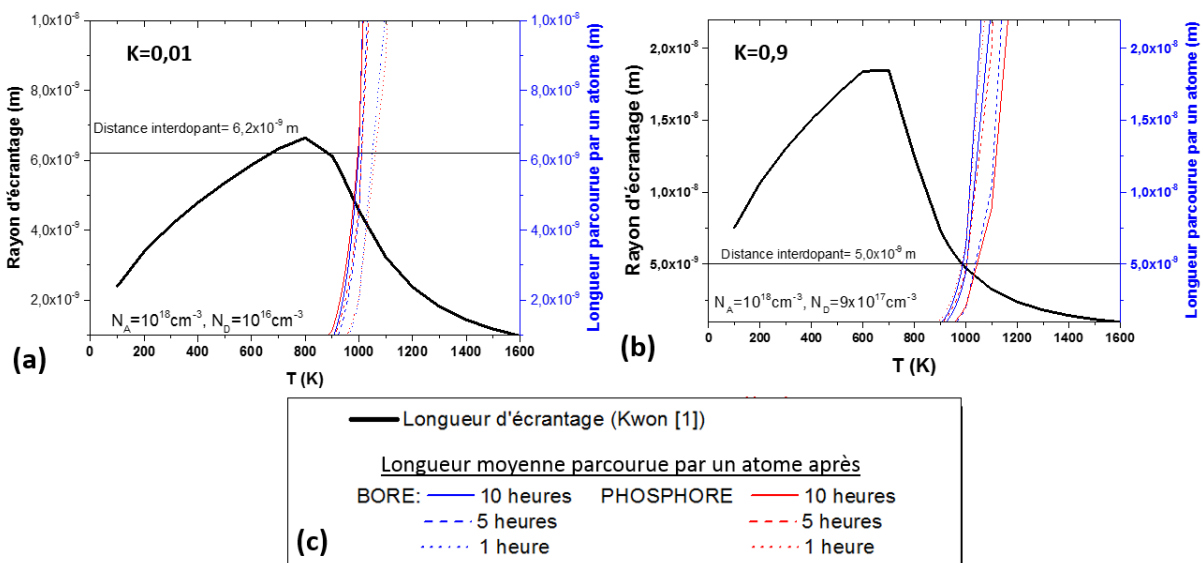 K=0,01
Rayon d'écrantage (m)
1,0x10⁻⁸
8,0x10⁻⁹
6,0x10⁻⁹
4,0x10⁻⁹
2,0x10⁻⁹
Distance interdopant= 6,2x10⁻⁹ m
N_A=10¹⁸cm⁻³, N_D=10¹⁶cm⁻³
1,0x10⁻⁸
8,0x10⁻⁹
6,0x10⁻⁹
4,0x10⁻⁹
2,0x10⁻⁹
Longueur parcourue par un atome (m)
0 200 400 600 800 1000 1200 1400 1600
T (K)
(a)
K=0,9
Rayon d'écrantage (m)
2,0x10⁻⁸
1,5x10⁻⁸
1,0x10⁻⁸
5,0x10⁻⁹
Distance interdopant= 5,0x10⁻⁹ m
N_A=10¹⁸cm⁻³, N_D=9x10¹⁷cm⁻³
2,0x10⁻⁸
1,5x10⁻⁸
1,0x10⁻⁸
5,0x10⁻⁹
Longueur parcourue par un atome (m)
0 200 400 600 800 1000 1200 1400 1600
T (K)
(b)
Longueur d'écrantage (Kwon [1])
Longueur moyenne parcourue par un atome après
BORE: 10 heures PHOSPHORE 10 heures
5 heures 5 heures
1 heure 1 heure
(c)